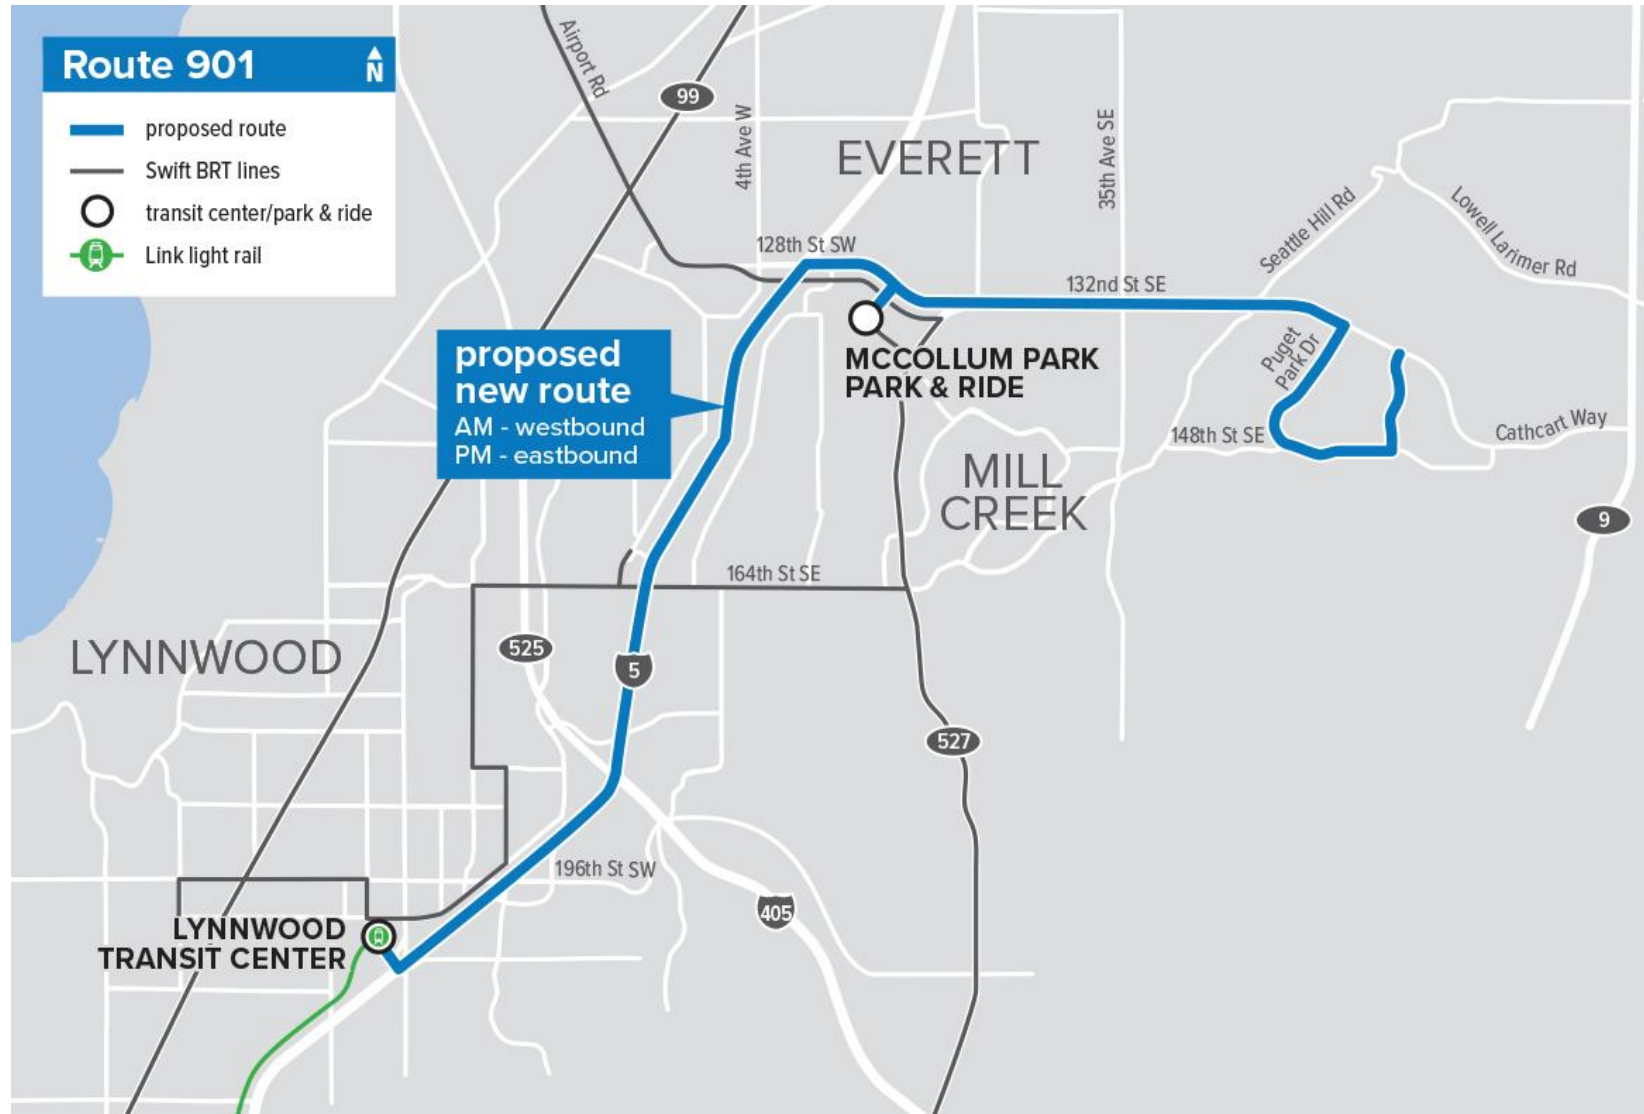 Route 901
N
proposed route
Swift BRT lines
transit center/park & ride
Link light rail
Airport Rd
99
4th Ave W
EVERETT
35th Ave SE
Seattle Hill Rd
Lowell Larimer Rd
128th St SW
132nd St SE
proposed
new route
AM - westbound
PM - eastbound
MCCOLLUM PARK
PARK & RIDE
Puget
Park Dr
148th St SE
Cathcart Way
MILL
CREEK
9
164th St SE
LYNNWOOD
525
5
527
196th St SW
405
LYNNWOOD
TRANSIT CENTER